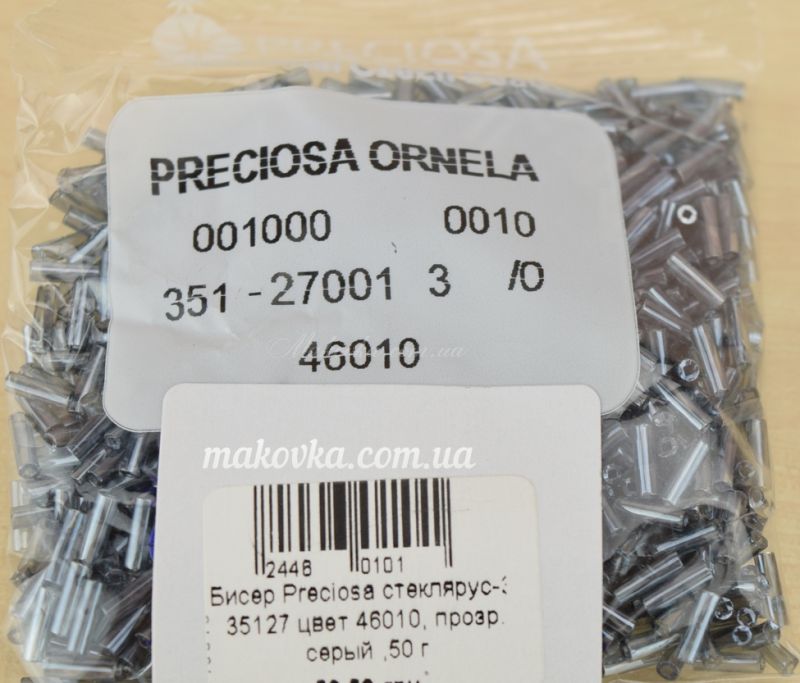 PRECIOSA
PRECIOSA ORNELA
001000 0010
351 - 27001 3 /0
46010
makovka.com.ua
2446 0101
Бисер Preciosa стеклярус-3
35127 цвет 46010, прозр.
серый ,50 г